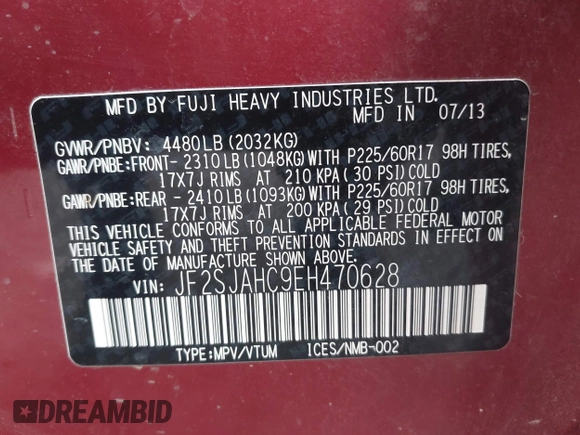 MFD BY FUJI HEAVY INDUSTRIES LTD.
MFD IN 07/13
GVWR/PNBV: 4480LB (2032KG)
GAWR/PNBE:FRONT- 2310LB (1048KG) WITH P225/60R17 98H TIRES,
17X7J RIMS AT 210 KPA ( 30 PSI) COLD
GAWR/PNBE:REAR - 2410LB (1093KG) WITH P225/60R17 98H TIRES,
17X7J RIMS AT 200 KPA (29 PSI) COLD
THIS VEHICLE CONFORMS TO ALL APPLICABLE FEDERAL MOTOR
VEHICLE SAFETY AND THEFT PREVENTION STANDARDS IN EFFECT ON
THE DATE OF MANUFACTURE SHOWN ABOVE.
VIN: JF2SJAHC9EH470628
TYPE:MPV/VTUM ICES/NMB-002
DREAMBID